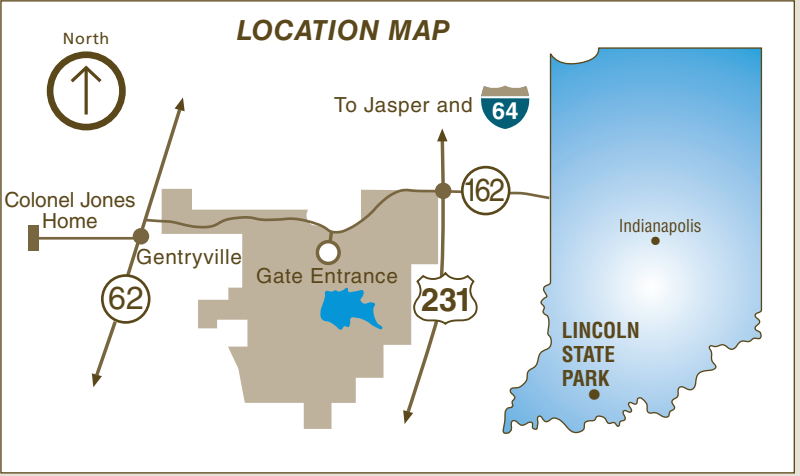 LOCATION MAP
North
To Jasper and
64
Colonel Jones
Home
162
Indianapolis
Gentryville
Gate Entrance
62
231
LINCOLN
STATE
PARK